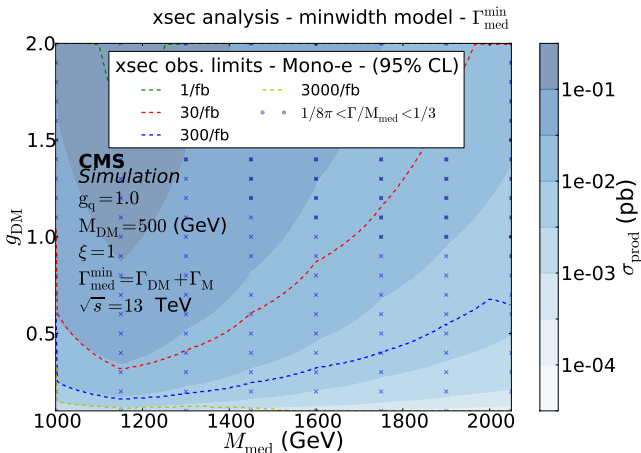 xsec analysis - minwidth model - Γ_med^min
2.0
1.5
1.0
0.5
g_DM
xsec obs. limits - Mono-e - (95% CL)
1/fb
30/fb
300/fb
3000/fb
1/8π<Γ/M_med<1/3
CMS
Simulation
g_q=1.0
M_DM=500 (GeV)
ξ=1
Γ_med^min=Γ_DM+Γ_M
√s=13 TeV
1000 1200 1400 1600 1800 2000
M_med (GeV)
1e-01
1e-02
1e-03
1e-04
σ_prod (pb)